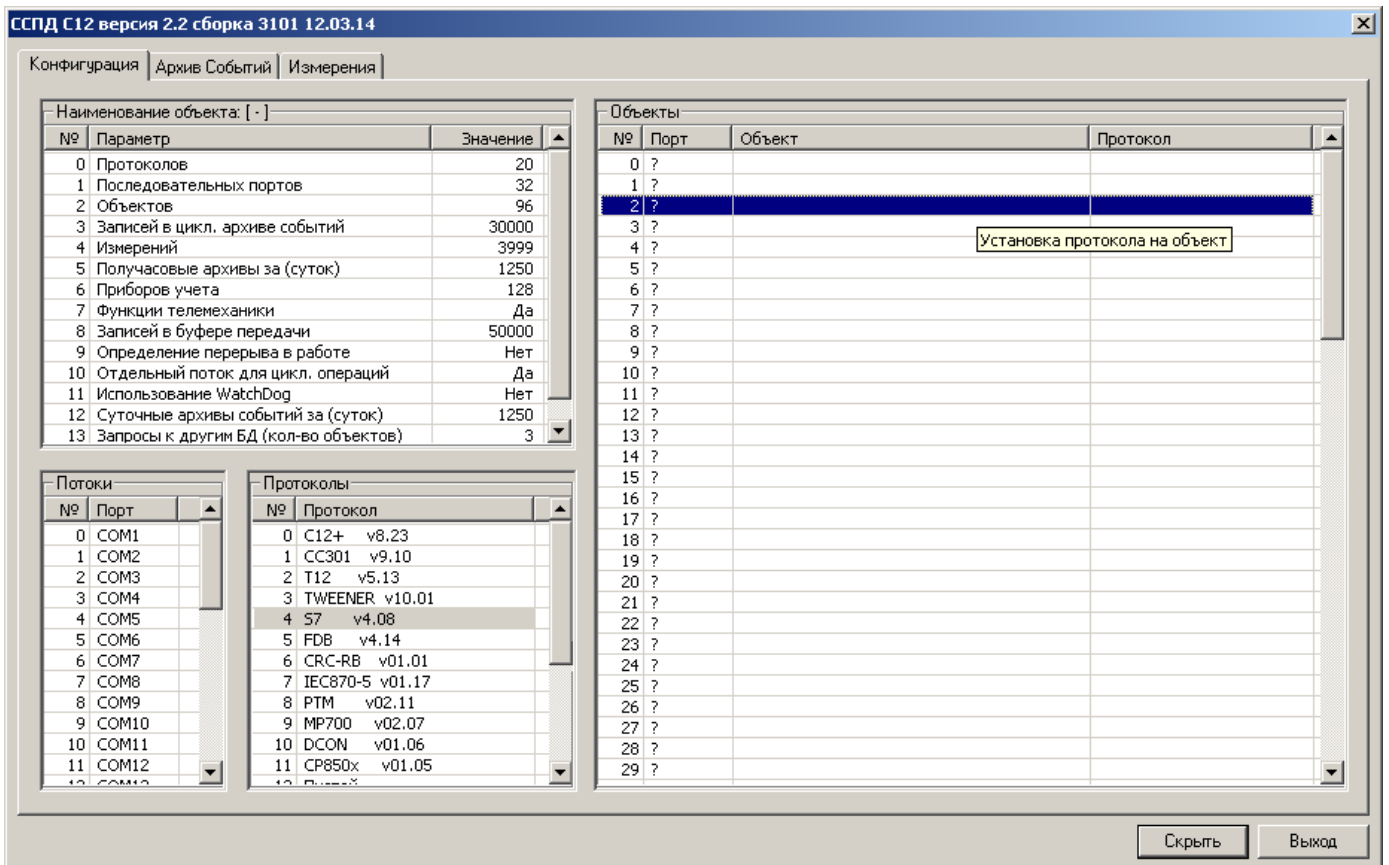 ССПД С12 версия 2.2 сборка 3101 12.03.14
Конфигурация Архив Событий Измерения
Наименование объекта: [ - ]
№ Параметр Значение
0 Протоколов 20
1 Последовательных портов 32
2 Объектов 96
3 Записей в цикл. архиве событий 30000
4 Измерений 3999
5 Получасовые архивы за (суток) 1250
6 Приборов учета 128
7 Функции телемеханики Да
8 Записей в буфере передачи 50000
9 Определение перерыва в работе Нет
10 Отдельный поток для цикл. операций Да
11 Использование WatchDog Нет
12 Суточные архивы событий за (суток) 1250
13 Запросы к другим БД (кол-во объектов) 3
Потоки
№ Порт
0 COM1
1 COM2
2 COM3
3 COM4
4 COM5
5 COM6
6 COM7
7 COM8
8 COM9
9 COM10
10 COM11
11 COM12
12 COM13
Протоколы
№ Протокол
0 C12+ v8.23
1 CC301 v9.10
2 T12 v5.13
3 TWEENER v10.01
4 S7 v4.08
5 FDB v4.14
6 CRC-RB v01.01
7 IEC870-5 v01.17
8 PTM v02.11
9 MP700 v02.07
10 DCON v01.06
11 CP850x v01.05
12 Пустой
Объекты
№ Порт Объект Протокол
0 ?
1 ?
2 ?
3 ?
Установка протокола на объект
4 ?
5 ?
6 ?
7 ?
8 ?
9 ?
10 ?
11 ?
12 ?
13 ?
14 ?
15 ?
16 ?
17 ?
18 ?
19 ?
20 ?
21 ?
22 ?
23 ?
24 ?
25 ?
26 ?
27 ?
28 ?
29 ?
Скрыть Выход